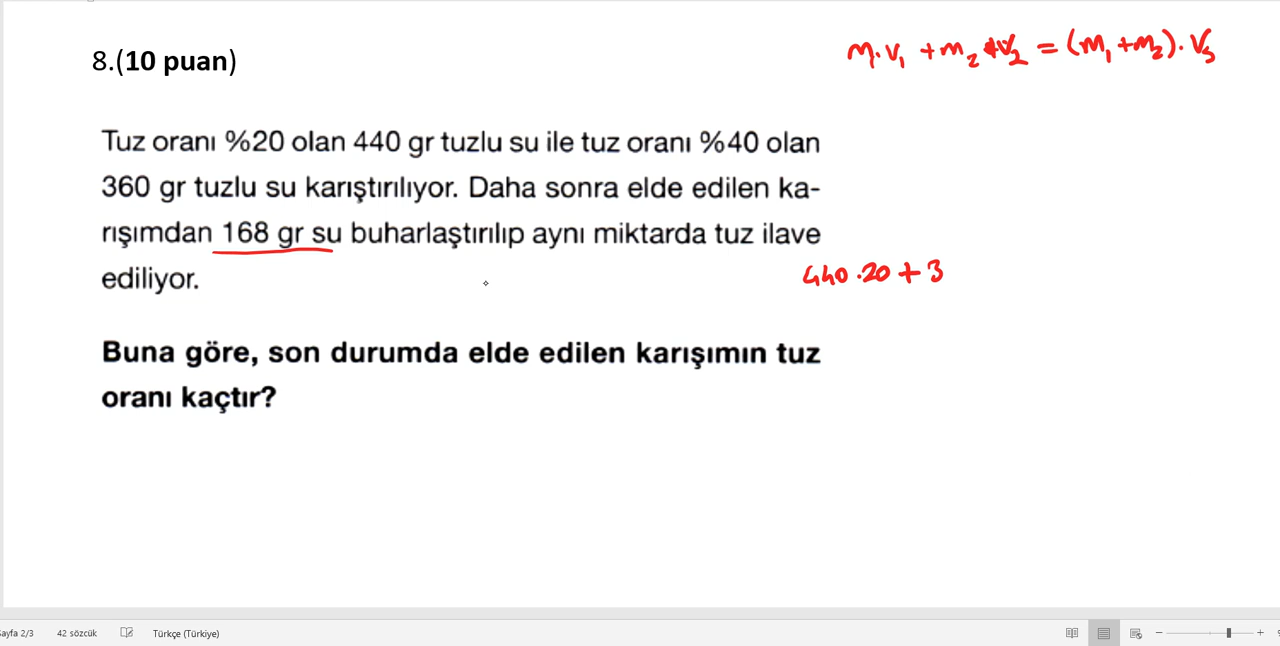 8.(10 puan)
m₁.v₁ + m₂.v₂ = (m₁+m₂).v₃
Tuz oranı %20 olan 440 gr tuzlu su ile tuz oranı %40 olan
360 gr tuzlu su karıştırılıyor. Daha sonra elde edilen ka-
rışımdan 168 gr su buharlaştırılıp aynı miktarda tuz ilave
ediliyor.
440.20+3
Buna göre, son durumda elde edilen karışımın tuz
oranı kaçtır?
42 sözcük Türkçe (Türkiye)